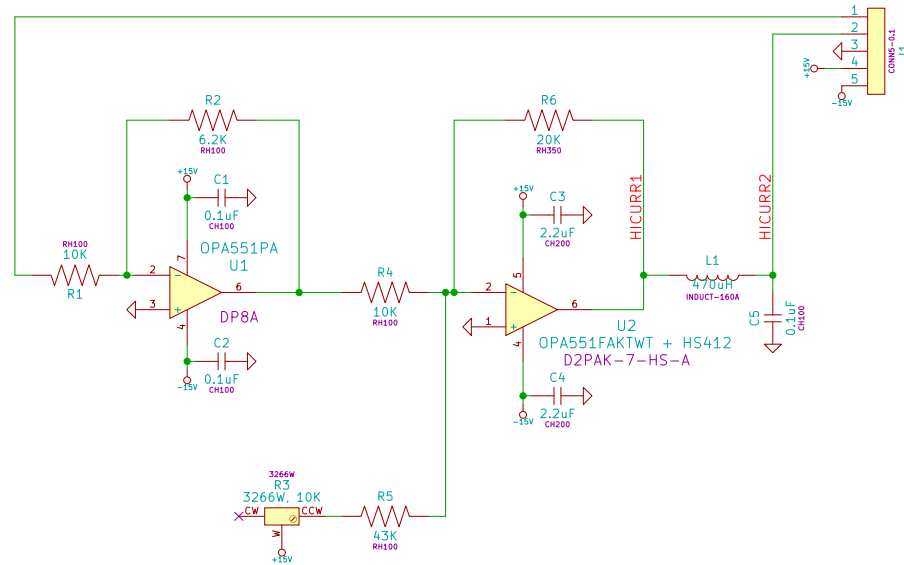 1
2
3
4
5
+15V
-15V
CONN5-0.1
J1
R2
6.2K
RH100
R6
20K
RH350
+15V
C1
0.1uF
CH100
+15V
C3
2.2uF
CH200
HICURR1
HICURR2
RH100
10K
R1
OPA551PA
U1
7
2
3
6
4
DP8A
R4
10K
RH100
5
2
1
6
4
U2
OPA551FAKTWT + HS412
D2PAK-7-HS-A
L1
470uH
INDUCT-160A
C5
0.1uF
CH100
C2
0.1uF
CH100
-15V
C4
2.2uF
CH200
-15V
3266W
R3
3266W, 10K
CW
CCW
W
+15V
R5
43K
RH100